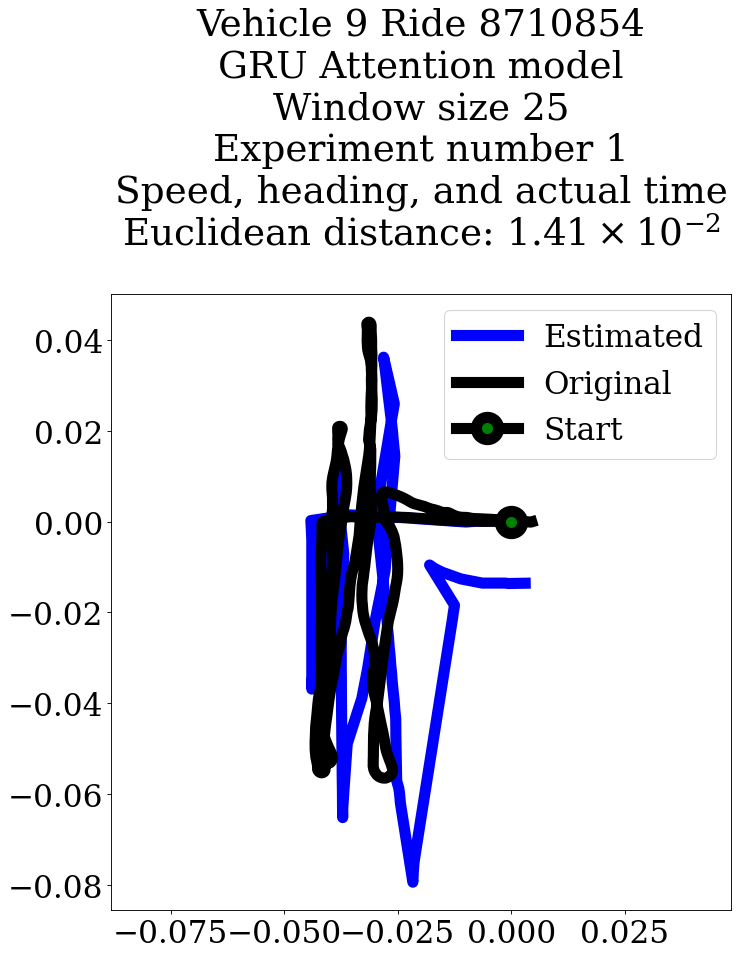 Vehicle 9 Ride 8710854
GRU Attention model
Window size 25
Experiment number 1
Speed, heading, and actual time
Euclidean distance: 1.41 × 10⁻²
Estimated
Original
Start
0.04
0.02
0.00
−0.02
−0.04
−0.06
−0.08
−0.075 −0.050 −0.025 0.000 0.025